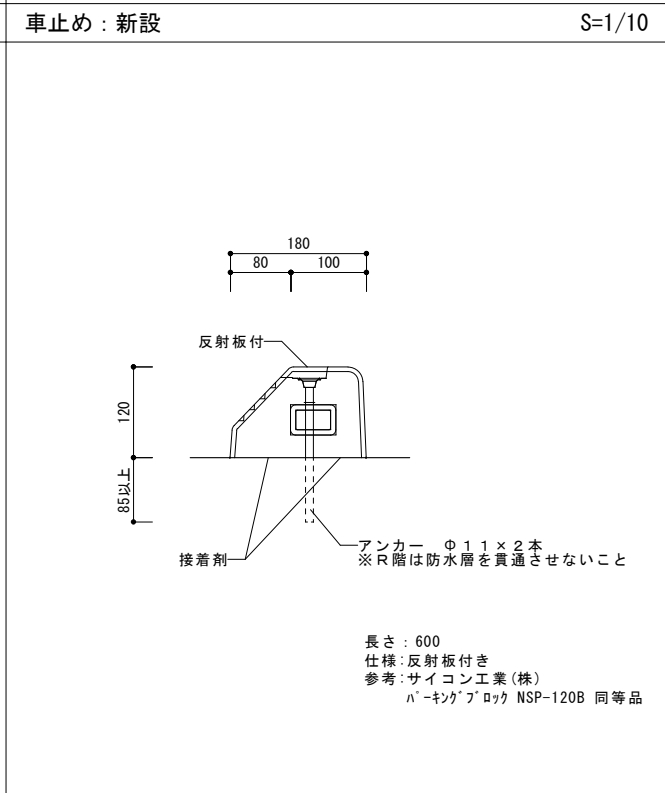 車止め：新設 S=1/10
180
80 100
反射板付
120
85以上
接着剤
アンカー Φ１１×２本
※Ｒ階は防水層を貫通させないこと
長さ：600
仕様：反射板付き
参考：サイコン工業(株)
ﾊﾟｰｷﾝｸﾞﾌﾞﾛｯｸ NSP-120B 同等品